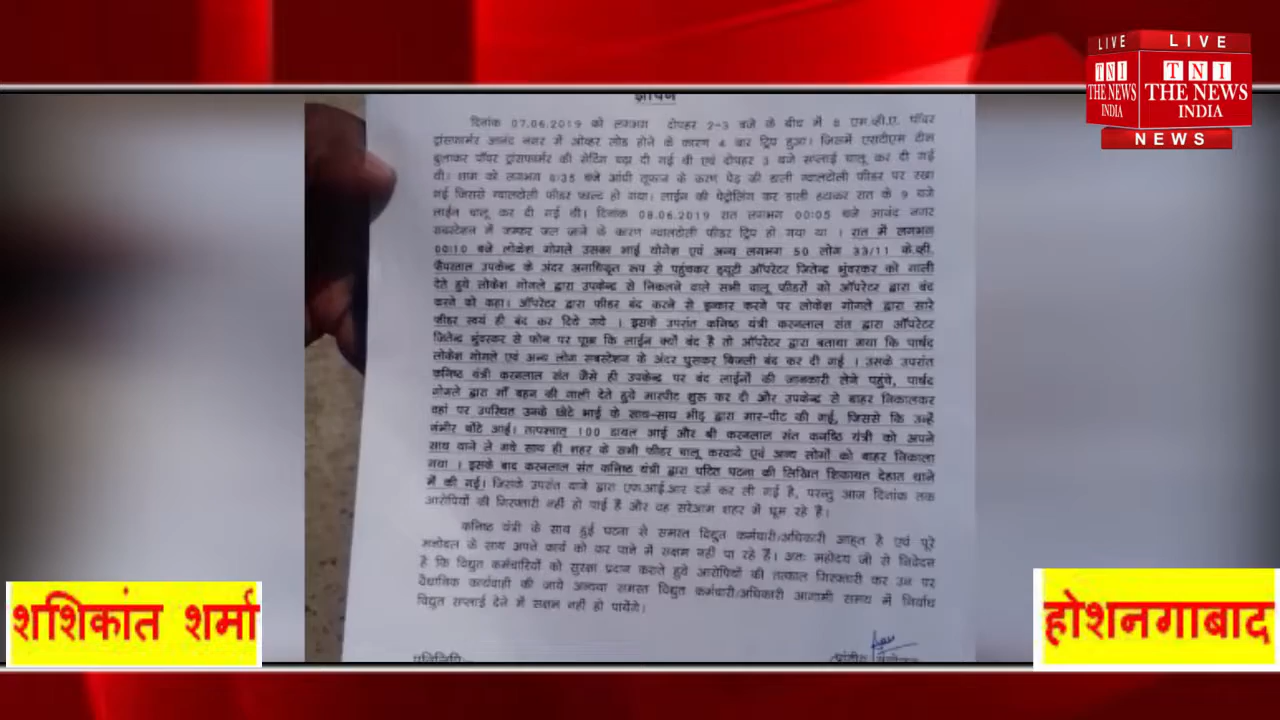 LIVE
LIVE
TNI
THE NEWS
INDIA
TNI
THE NEWS
INDIA
NEWS
ज्ञापन
दिनांक 07.06.2019 को लगभग दोपहर 2-3 बजे के बीच में 8 एम.व्ही.ए. पॉवर
ट्रांसफार्मर आनंद नगर में ओव्हर लोड होने के कारण 4 बार ट्रिप हुआ। जिसमें एसटीएम टीम
बुलाकर पॉवर ट्रांसफार्मर की सेटिंग बढ़ा दी गई थी एवं दोपहर 3 बजे सप्लाई चालू कर दी गई
थी। शाम को लगभग 6:35 बजे आंधी तूफान के करण पेड़ की डाली ग्वालटोली फीडर पर रखा
गई जिससे ग्वालटोली फीडर फाल्ट हो गया। लाईन की पेट्रोलिंग कर डाली हटाकर रात के 9 बजे
लाईन चालू कर दी गई थी। दिनांक 08.06.2019 रात लगभग 00:05 बजे आनंद नगर
सबस्टेशन में जम्फर जल जाने के कारण ग्वालटोली फीडर ट्रिप हो गया था । रात में लगभग
00:10 बजे लोकेश गोगले उसका भाई योगेश एवं अन्य लगभग 50 लोग 33/11 के.व्ही.
उपकेन्द्र के अंदर अनाधिकृत रूप से पहुंचकर ड्यूटी ऑपरेटर जितेन्द्र भुंवरकर को गाली
देते हुये लोकेश गोगले द्वारा उपकेन्द्र से निकलने वाले सभी चालू फीडरों को ऑपरेटर द्वारा बंद
करने को कहा। ऑपरेटर द्वारा फीडर बंद करने से इन्कार करने पर लोकेश गोगले द्वारा सारे
फीडर स्वयं ही बंद कर दिये गये । इसके उपरांत कनिष्ठ यंत्री करनलाल संत द्वारा ऑपरेटर
जितेन्द्र भुंवरकर से फोन पर पूछा कि लाईन क्यों बंद है तो ऑपरेटर द्वारा बताया गया कि पार्षद
लोकेश गोगले एवं अन्य लोग सबस्टेशन के अंदर घुसकर बिजली बंद कर दी गई । उसके उपरांत
कनिष्ठ यंत्री करनलाल संत जैसे ही उपकेन्द्र पर बंद लाईनों की जानकारी लेने पहुंचे, पार्षद
गोगले द्वारा माँ बहन की गाली देते हुये मारपीट शुरू कर दी और उपकेन्द्र से बाहर निकालकर
वहां पर उपस्थित उनके छोटे भाई के साथ-साथ भीड़ द्वारा मार-पीट की गई, जिससे कि उन्हें
गंभीर चोंटे आई। तत्पश्चात् 100 डायल आई और श्री करनलाल संत कनिष्ठ यंत्री को अपने
साथ थाने ले गये साथ ही शहर के सभी फीडर चालू करवाये एवं अन्य लोगों को बाहर निकाला
गया । इसके बाद करनलाल संत कनिष्ठ यंत्री द्वारा घटित घटना की लिखित शिकायत देहात थाने
में की गई। जिसके उपरांत थाने द्वारा एफ.आई.आर दर्ज कर ली गई है, परन्तु आज दिनांक तक
आरोपियों की गिरफ्तारी नहीं हो पाई है और वह सरेआम शहर में घूम रहे है।
कनिष्ठ यंत्री के साथ हुई घटना से समस्त विद्युत कर्मचारी/अधिकारी आहूत है एवं पूरे
मनोबल के साथ अपने कार्य को कर पाने में सक्षम नहीं पा रहे हैं। अतः महोदय जी से निवेदन
है कि विद्युत कर्मचारियों को सुरक्षा प्रदान कराते हुये आरोपियों की तत्काल गिरफ्तारी कर उन पर
वैधानिक कार्यवाही की जाये अन्यथा समस्त विद्युत कर्मचारी/अधिकारी आगामी समय में निर्बाध
विद्युत सप्लाई देने में सक्षम नहीं हो पायेंगे।
प्रतिलिपि
शशिकांत शर्मा
होशनगाबाद